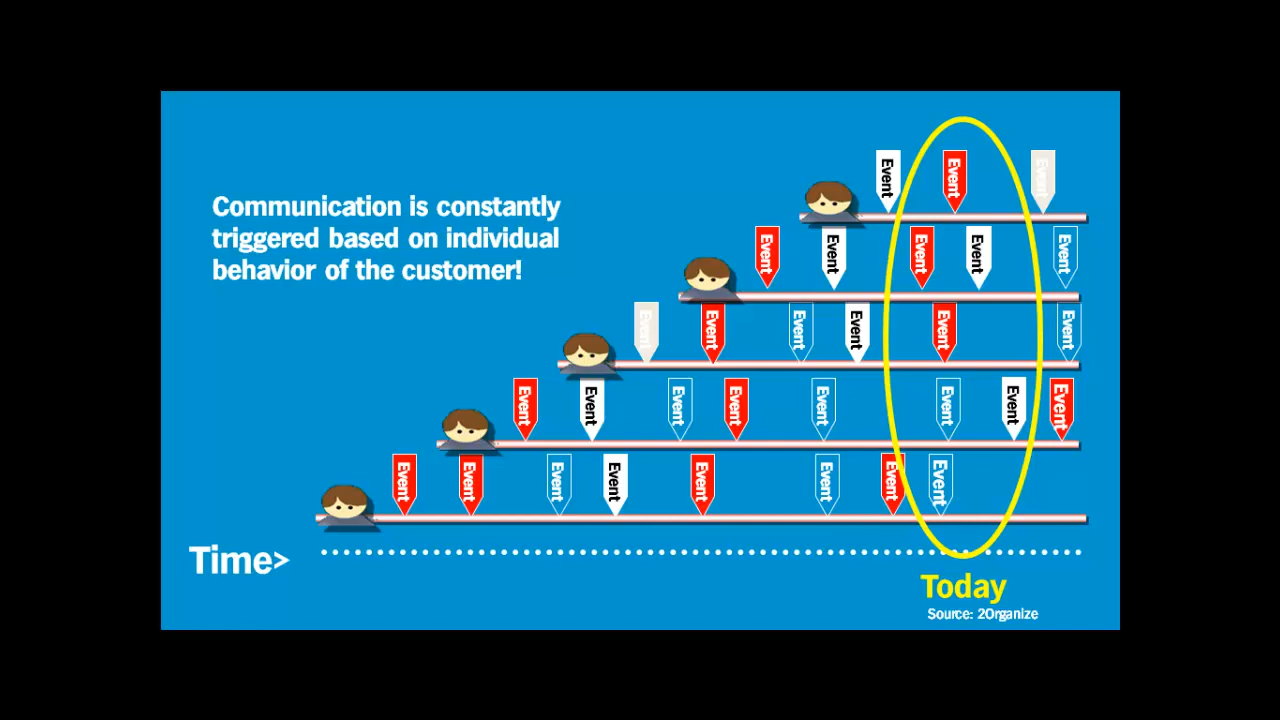 Communication is constantly
triggered based on individual
behavior of the customer!
Event Event Event
Event Event Event Event Event
Event Event Event Event Event Event
Event Event Event Event Event Event Event Event
Event Event Event Event Event Event Event Event
Time>
Today
Source: 2Organize